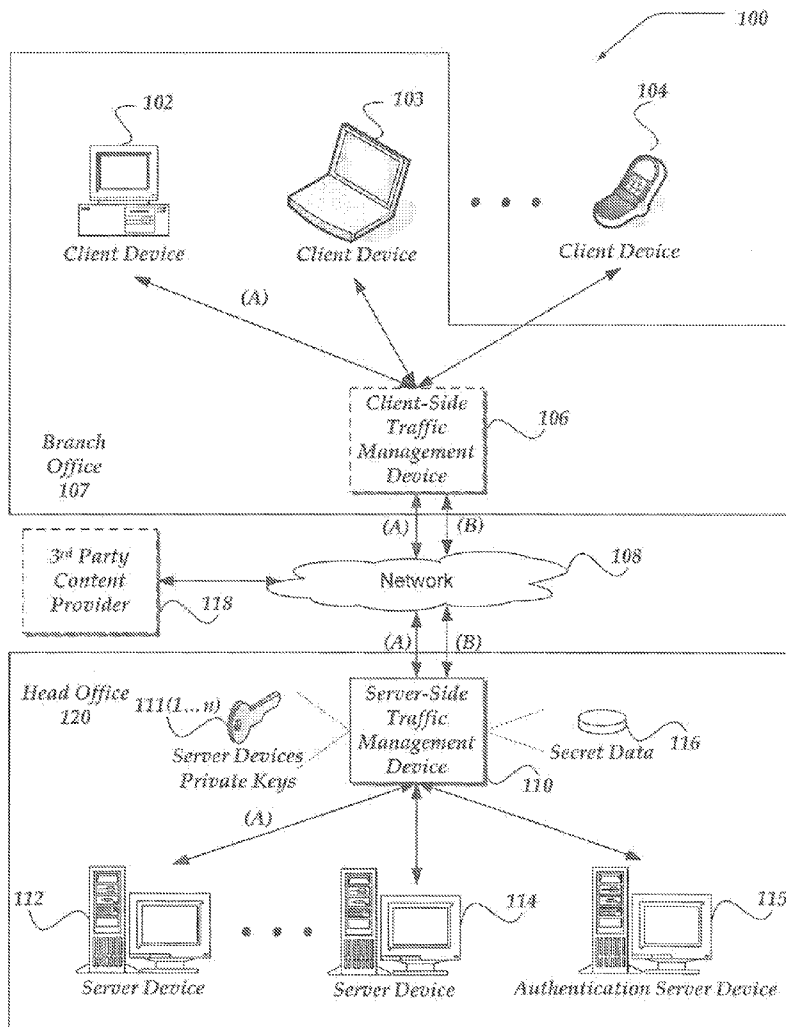 100
102
103
104
Client Device
Client Device
Client Device
(A)
Client-Side
Traffic
Management
Device
106
Branch
Office
107
(A)
(B)
3rd Party
Content
Provider
118
Network
108
(A)
(B)
Head Office
120
111(1...n)
Server Devices
Private Keys
Server-Side
Traffic
Management
Device
110
Secret Data
116
(A)
112
114
115
Server Device
Server Device
Authentication Server Device